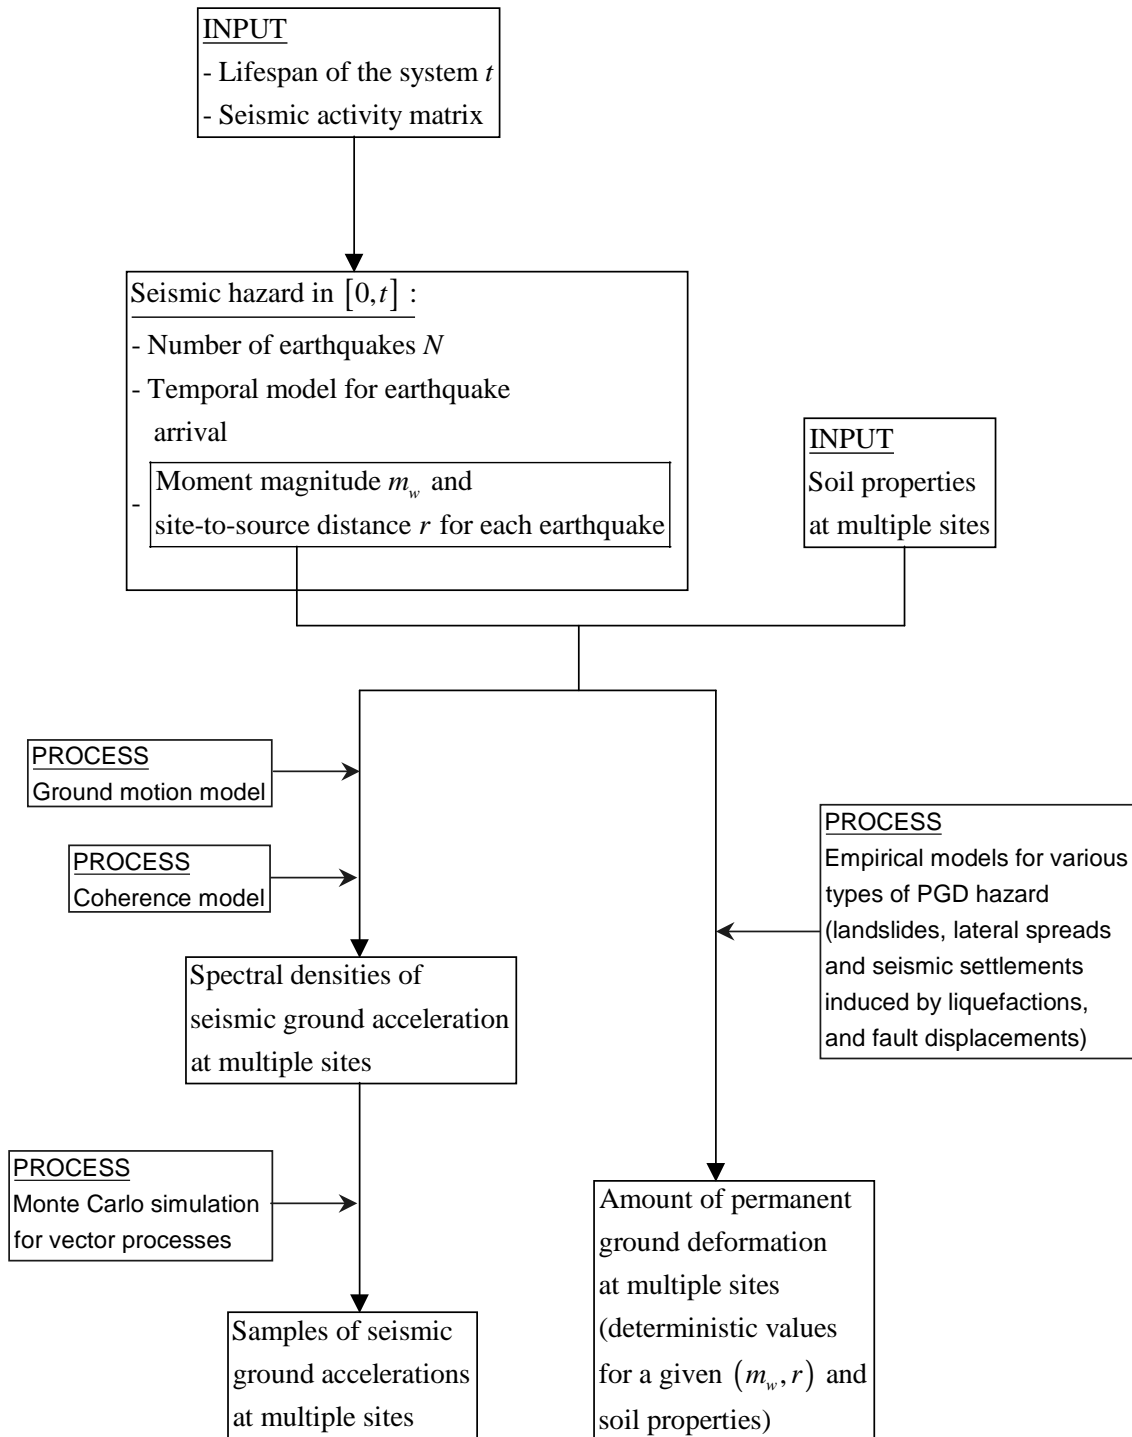 INPUT
- Lifespan of the system t
- Seismic activity matrix
Seismic hazard in [0,t] :
- Number of earthquakes N
- Temporal model for earthquake
arrival
- Moment magnitude m_w and
site-to-source distance r for each earthquake
INPUT
Soil properties
at multiple sites
PROCESS
Ground motion model
PROCESS
Coherence model
PROCESS
Empirical models for various
types of PGD hazard
(landslides, lateral spreads
and seismic settlements
induced by liquefactions,
and fault displacements)
Spectral densities of
seismic ground acceleration
at multiple sites
PROCESS
Monte Carlo simulation
for vector processes
Amount of permanent
ground deformation
at multiple sites
(deterministic values
for a given (m_w, r) and
soil properties)
Samples of seismic
ground accelerations
at multiple sites